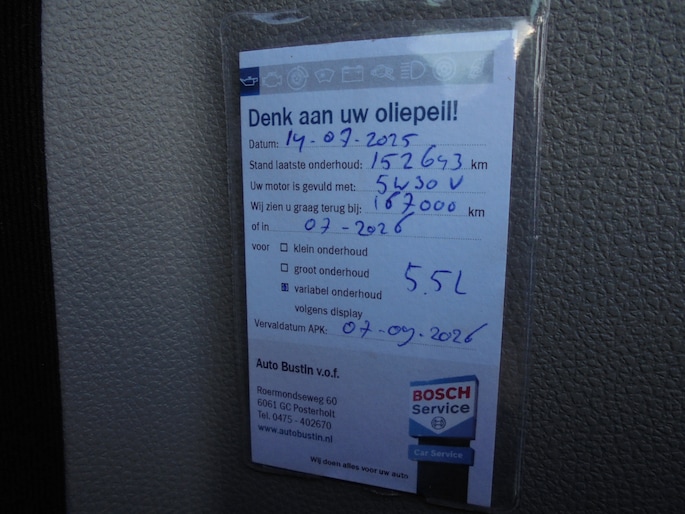 Denk aan uw oliepeil!
Datum: 14-07-2025
Stand laatste onderhoud: 152643 km
Uw motor is gevuld met: 5W30 V
Wij zien u graag terug bij: 167000 km
of in 07-2026
voor klein onderhoud
groot onderhoud
variabel onderhoud
volgens display
5.5L
Vervaldatum APK: 07-09-2026
Auto Bustin v.o.f.
Roermondseweg 60
6061 GC Posterholt
Tel. 0475 - 402670
www.autobustin.nl
BOSCH
Service
Car Service
Wij doen alles voor uw auto